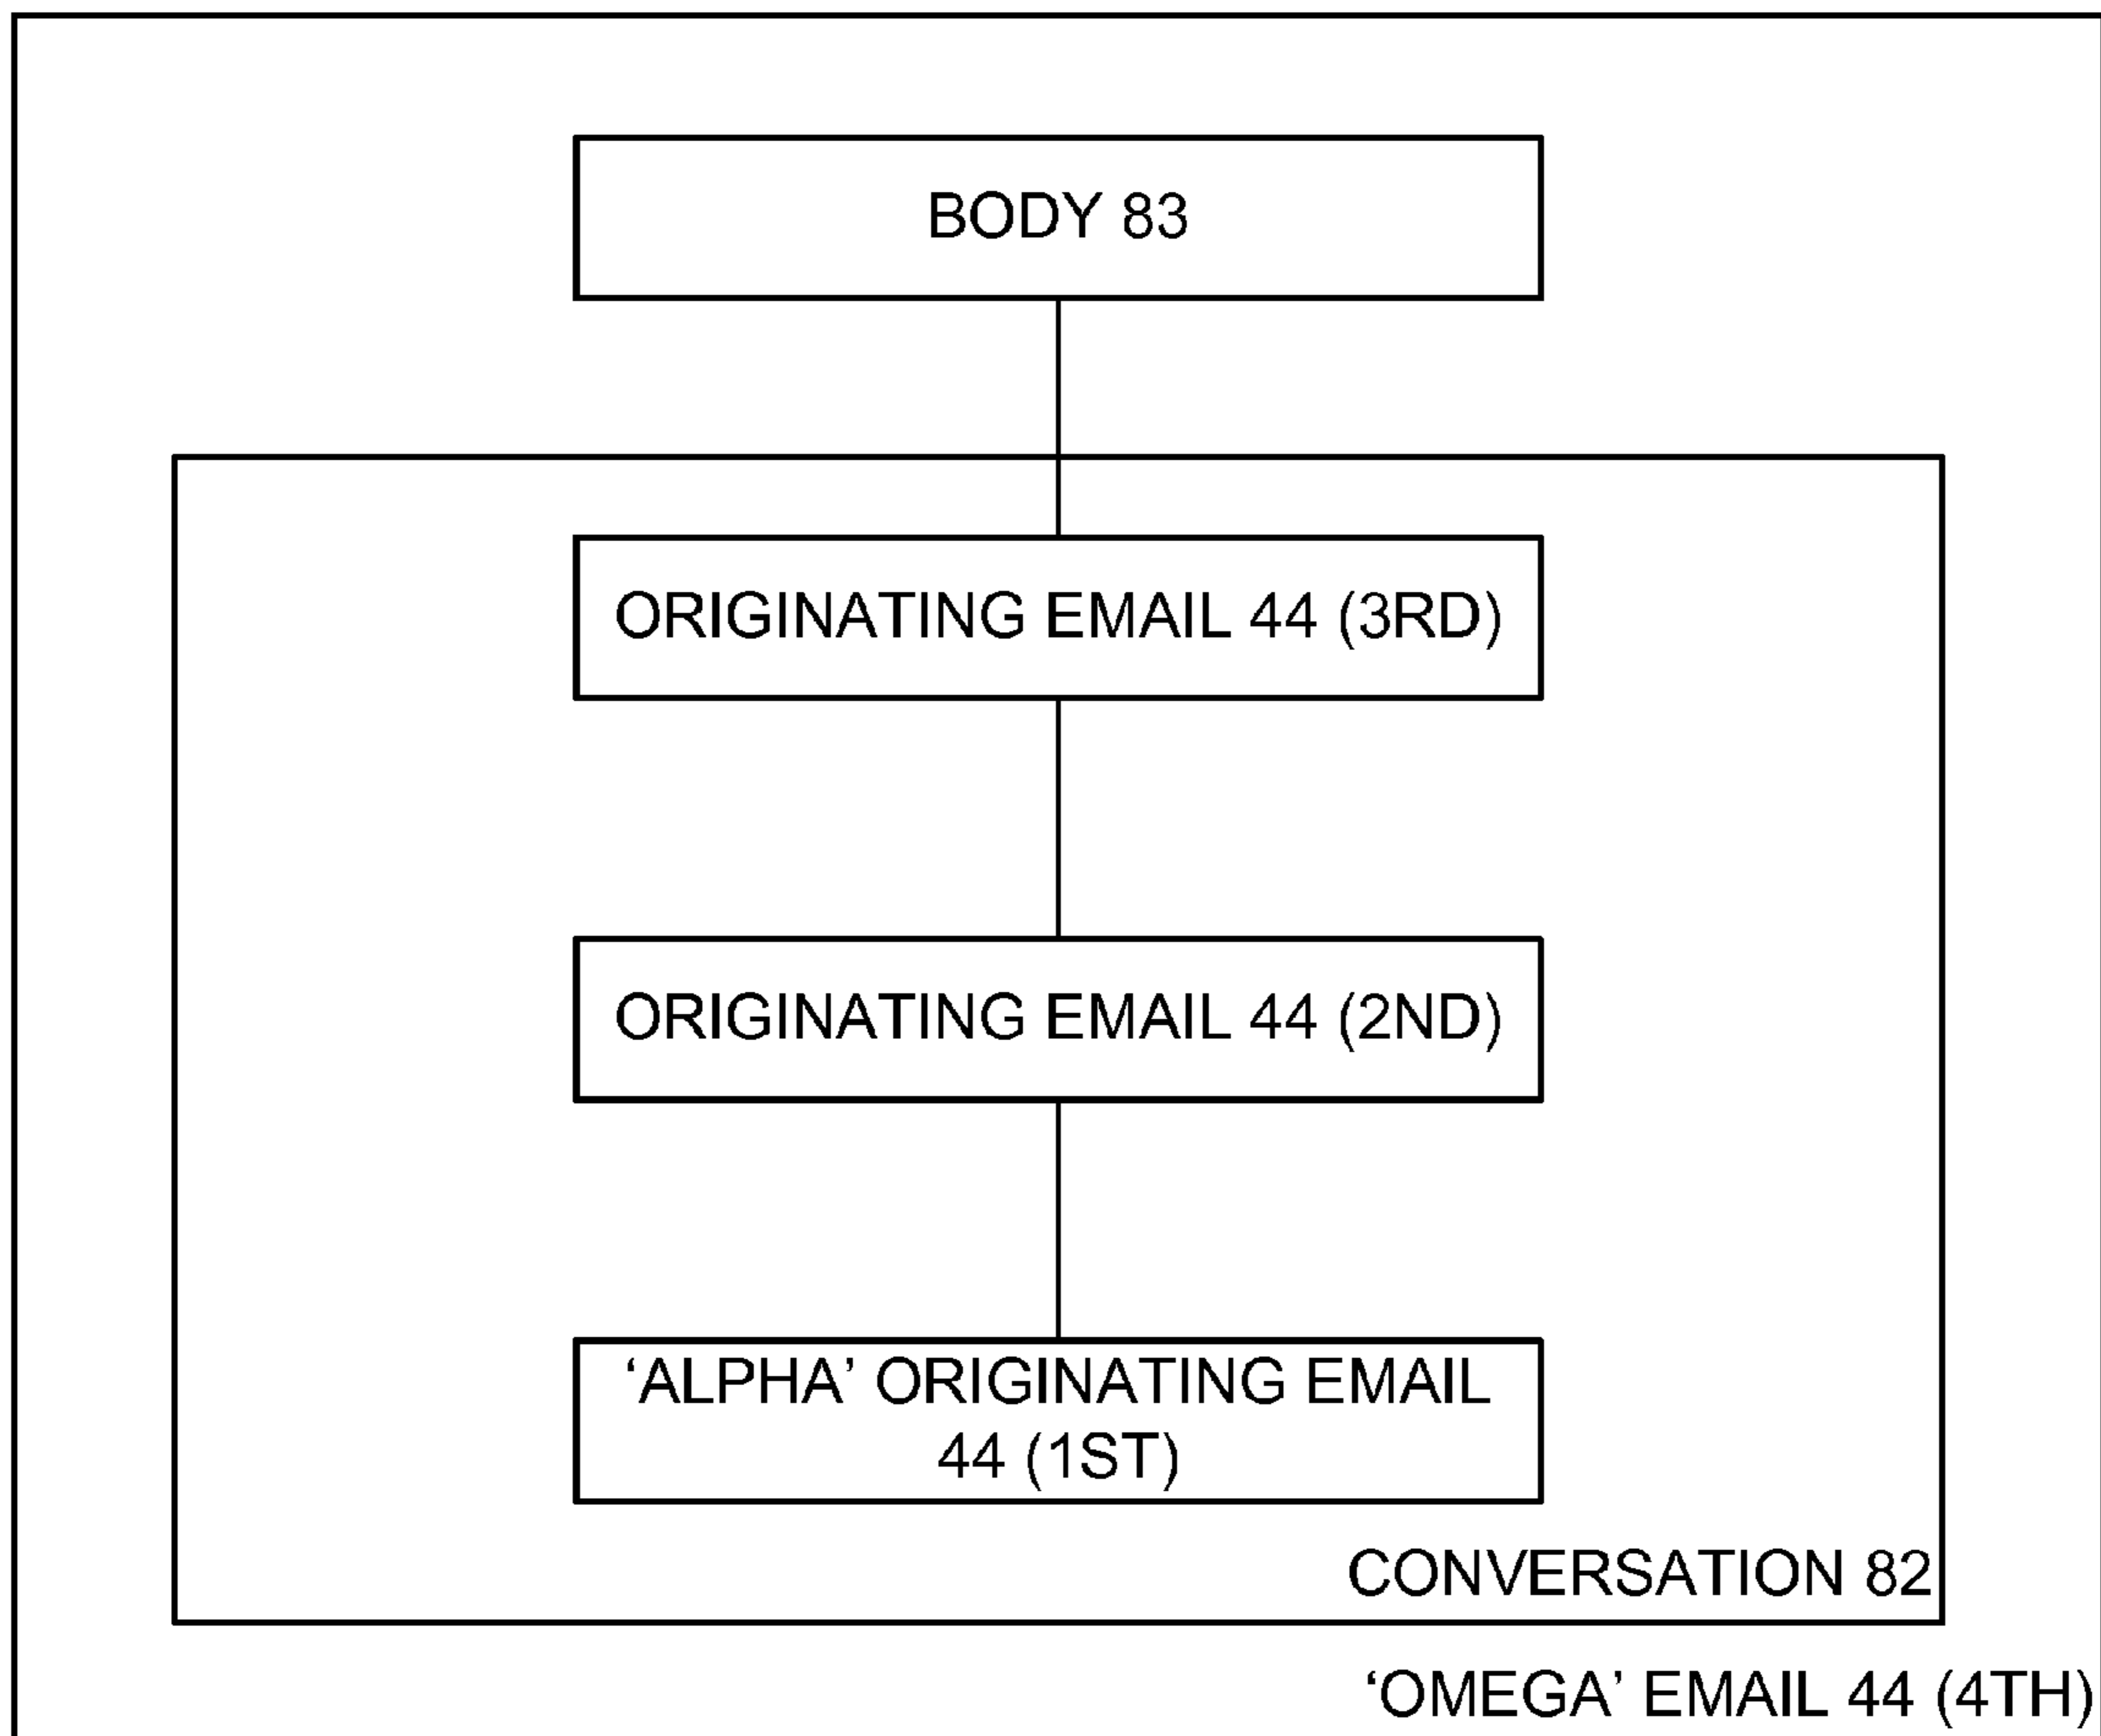 BODY 83
ORIGINATING EMAIL 44 (3RD)
ORIGINATING EMAIL 44 (2ND)
‘ALPHA’ ORIGINATING EMAIL
44 (1ST)
CONVERSATION 82
‘OMEGA’ EMAIL 44 (4TH)